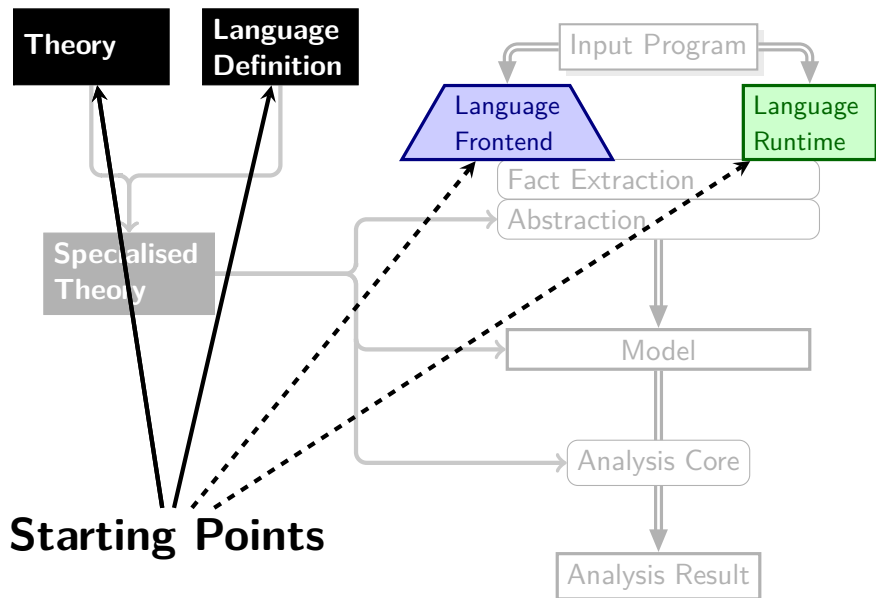 Theory
Language
Definition
Input Program
Language
Frontend
Language
Runtime
Fact Extraction
Abstraction
Specialised
Theory
Model
Analysis Core
Starting Points
Analysis Result